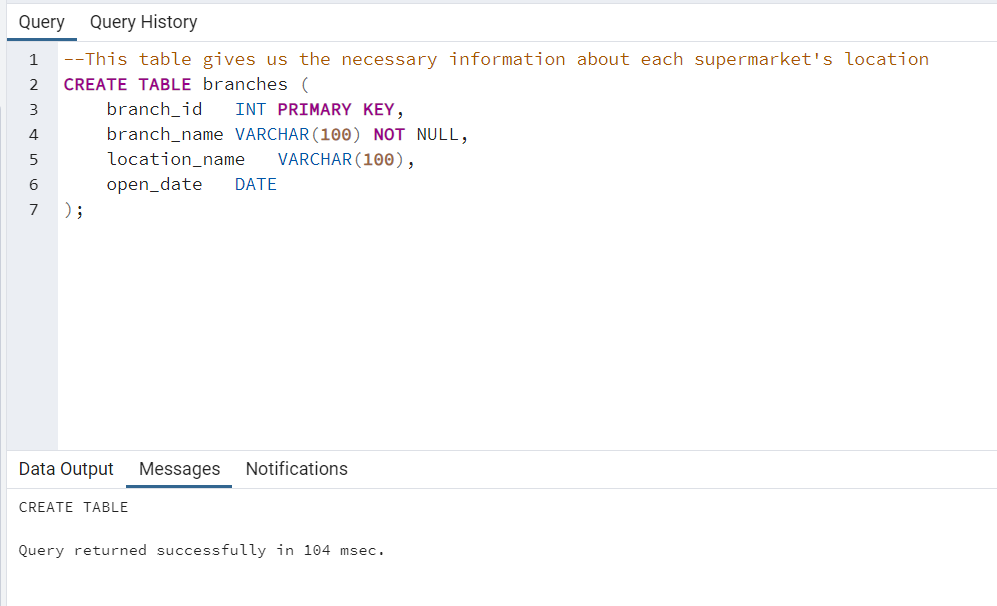 Query Query History
1 --This table gives us the necessary information about each supermarket's location
2 CREATE TABLE branches (
3     branch_id   INT PRIMARY KEY,
4     branch_name VARCHAR(100) NOT NULL,
5     location_name   VARCHAR(100),
6     open_date   DATE
7 );
Data Output Messages Notifications
CREATE TABLE
Query returned successfully in 104 msec.